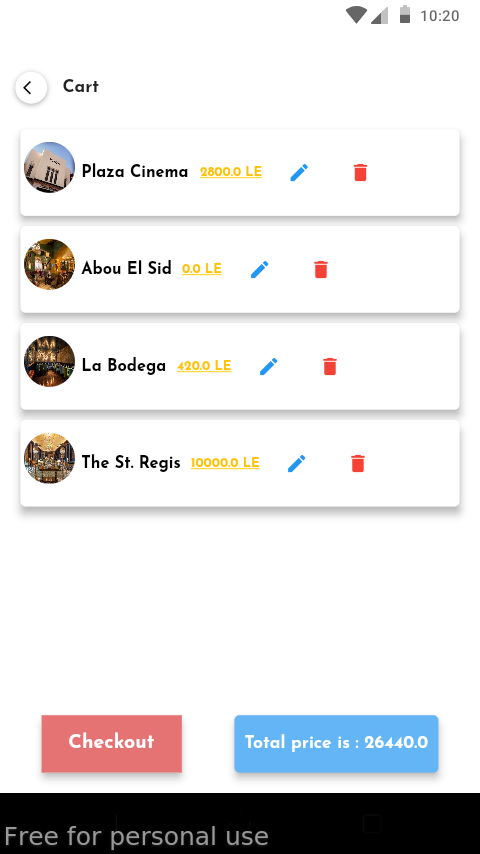 10:20
Cart
Plaza Cinema 2800.0 LE
Abou El Sid 0.0 LE
La Bodega 420.0 LE
The St. Regis 10000.0 LE
Checkout
Total price is : 26440.0
Free for personal use